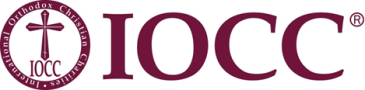 International Orthodox Christian Charities •
IOCC
IOCC®